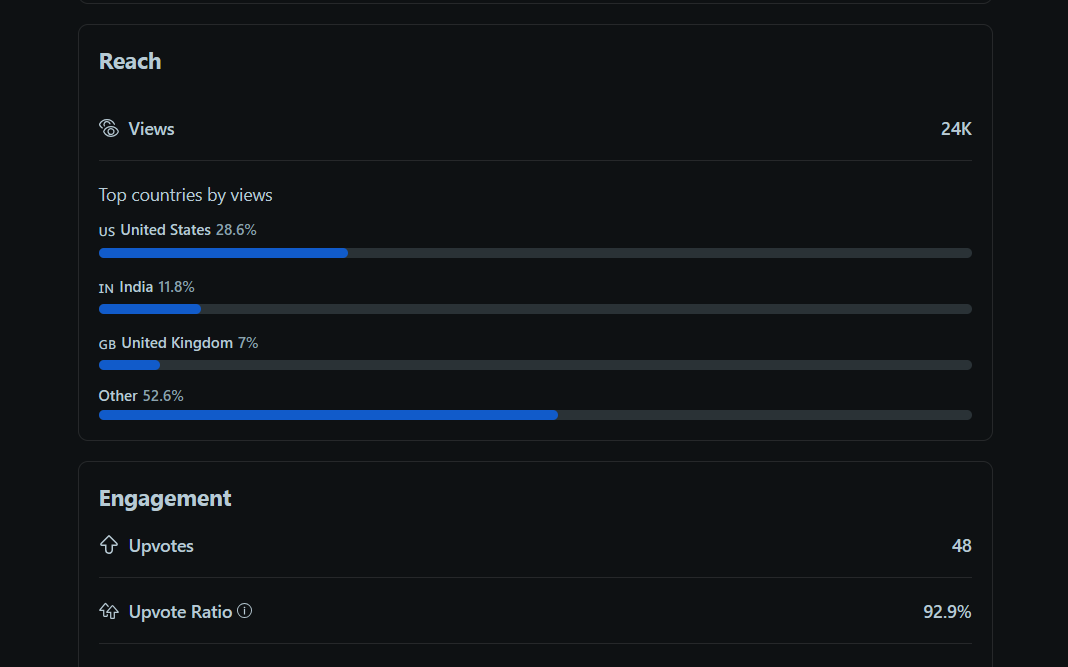 Reach
Views 24K
Top countries by views
US United States 28.6%
IN India 11.8%
GB United Kingdom 7%
Other 52.6%
Engagement
Upvotes 48
Upvote Ratio 92.9%